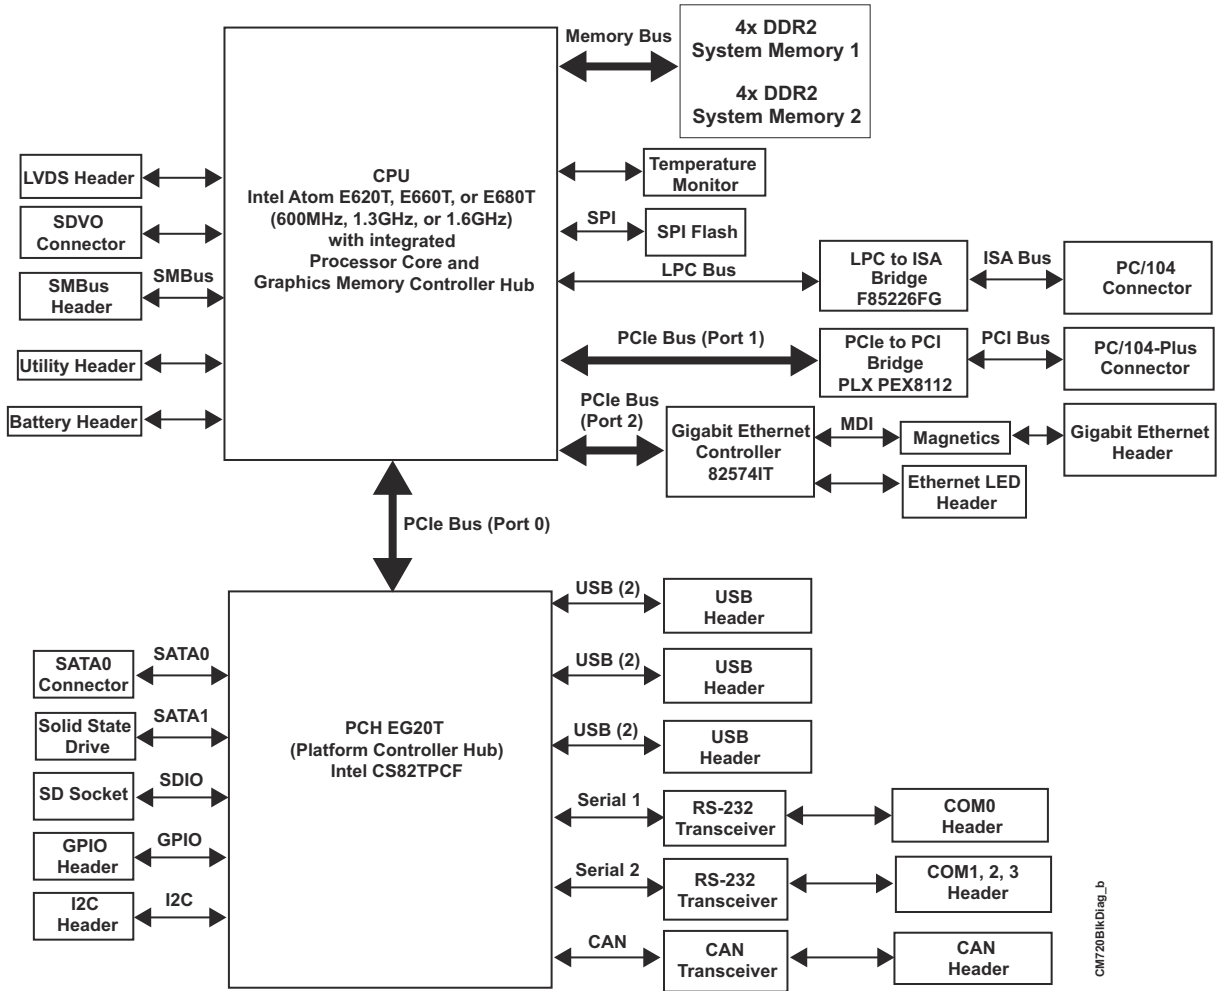 Memory Bus
4x DDR2
System Memory 1
4x DDR2
System Memory 2
CPU
Intel Atom E620T, E660T, or E680T
(600MHz, 1.3GHz, or 1.6GHz)
with integrated
Processor Core and
Graphics Memory Controller Hub
LVDS Header
SDVO
Connector
SMBus
Header
SMBus
Utility Header
Battery Header
Temperature
Monitor
SPI
SPI Flash
LPC Bus
LPC to ISA
Bridge
F85226FG
ISA Bus
PC/104
Connector
PCIe Bus (Port 1)
PCIe to PCI
Bridge
PLX PEX8112
PCI Bus
PC/104-Plus
Connector
PCIe Bus
(Port 2)
Gigabit Ethernet
Controller
82574IT
MDI
Magnetics
Gigabit Ethernet
Header
Ethernet LED
Header
PCIe Bus (Port 0)
PCH EG20T
(Platform Controller Hub)
Intel CS82TPCF
SATA0
Connector
SATA0
Solid State
Drive
SATA1
SD Socket
SDIO
GPIO
Header
GPIO
I2C
Header
I2C
USB (2)
USB
Header
USB (2)
USB
Header
USB (2)
USB
Header
Serial 1
RS-232
Transceiver
COM0
Header
Serial 2
RS-232
Transceiver
COM1, 2, 3
Header
CAN
CAN
Transceiver
CAN
Header
CM720BlkDiag_b